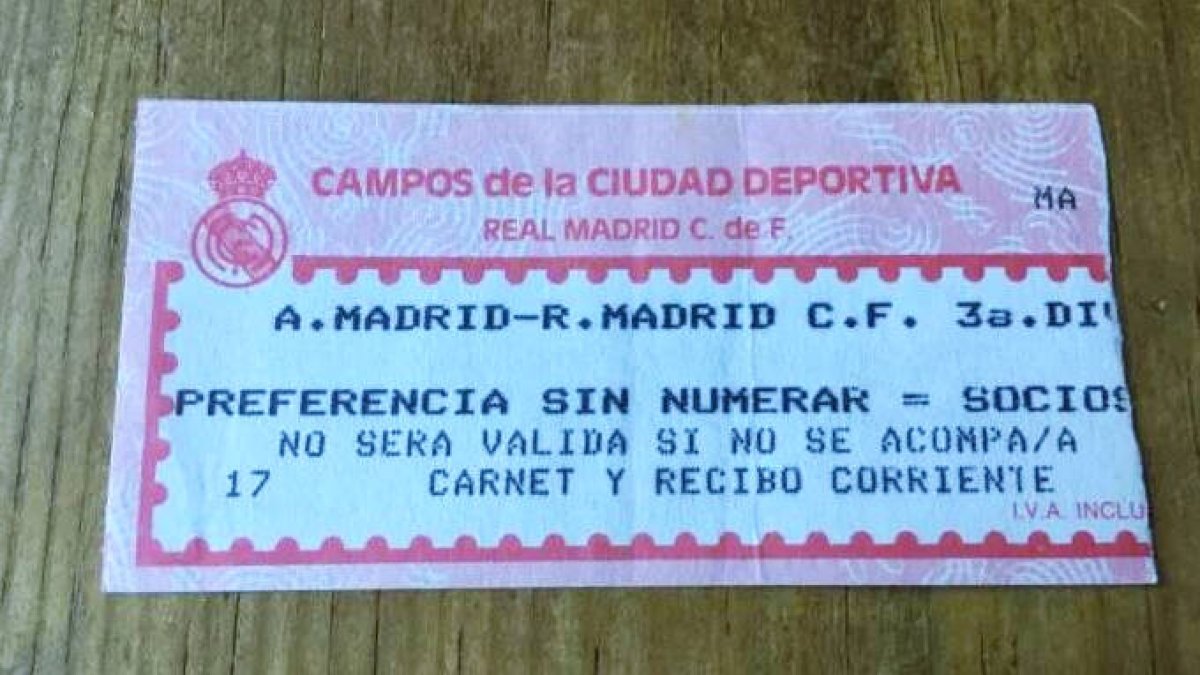 CAMPOS de la CIUDAD DEPORTIVA
MA
REAL MADRID C. de F.
A.MADRID-R.MADRID C.F. 3a.DI
PREFERENCIA SIN NUMERAR = SOCIOS
NO SERA VALIDA SI NO SE ACOMPA/A
17 CARNET Y RECIBO CORRIENTE
I.V.A. INCLU